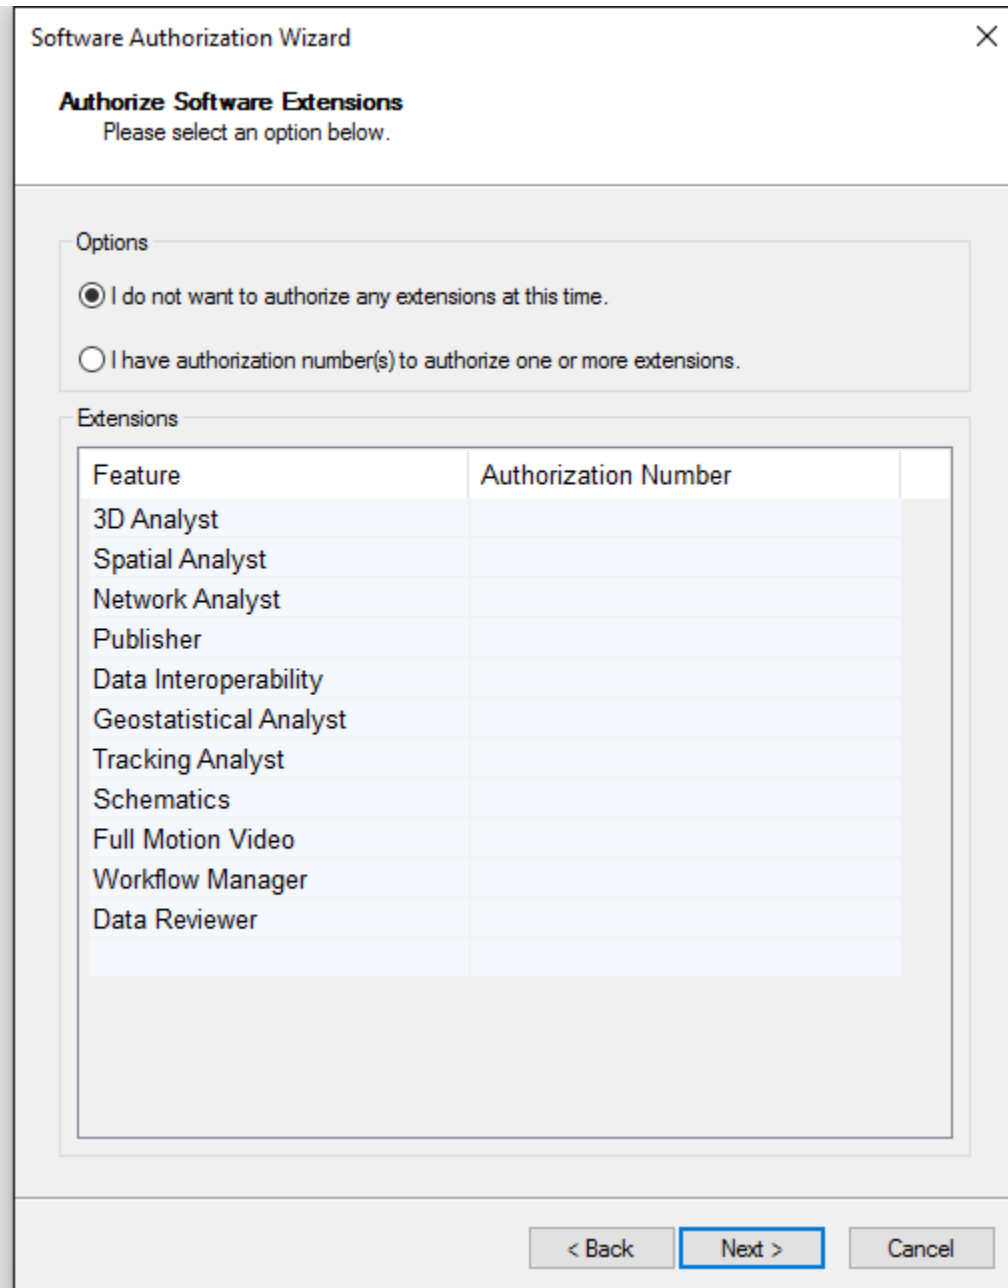 Software Authorization Wizard
Authorize Software Extensions
Please select an option below.
Options
I do not want to authorize any extensions at this time.
I have authorization number(s) to authorize one or more extensions.
Extensions
Feature Authorization Number
3D Analyst
Spatial Analyst
Network Analyst
Publisher
Data Interoperability
Geostatistical Analyst
Tracking Analyst
Schematics
Full Motion Video
Workflow Manager
Data Reviewer
< Back Next > Cancel